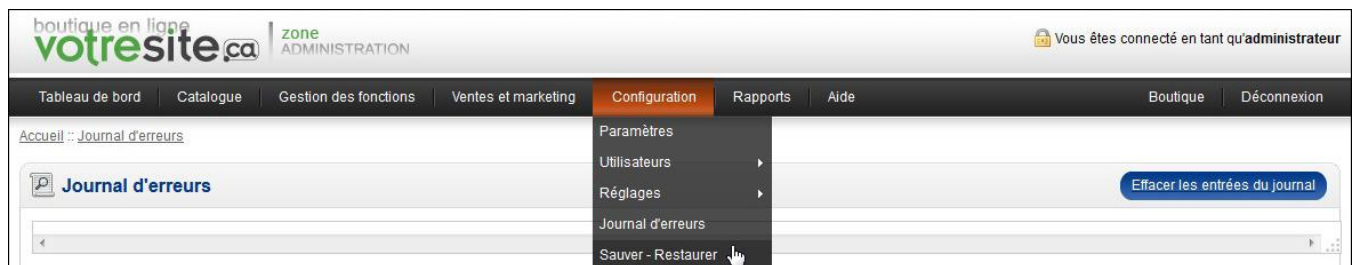 boutique en ligne
votresite.ca
zone
ADMINISTRATION
Vous êtes connecté en tant qu'administrateur
Tableau de bord Catalogue Gestion des fonctions Ventes et marketing Configuration Rapports Aide Boutique Déconnexion
Accueil :: Journal d'erreurs
Paramètres
Utilisateurs
Journal d'erreurs Effacer les entrées du journal
Réglages
Journal d'erreurs
Sauver - Restaurer